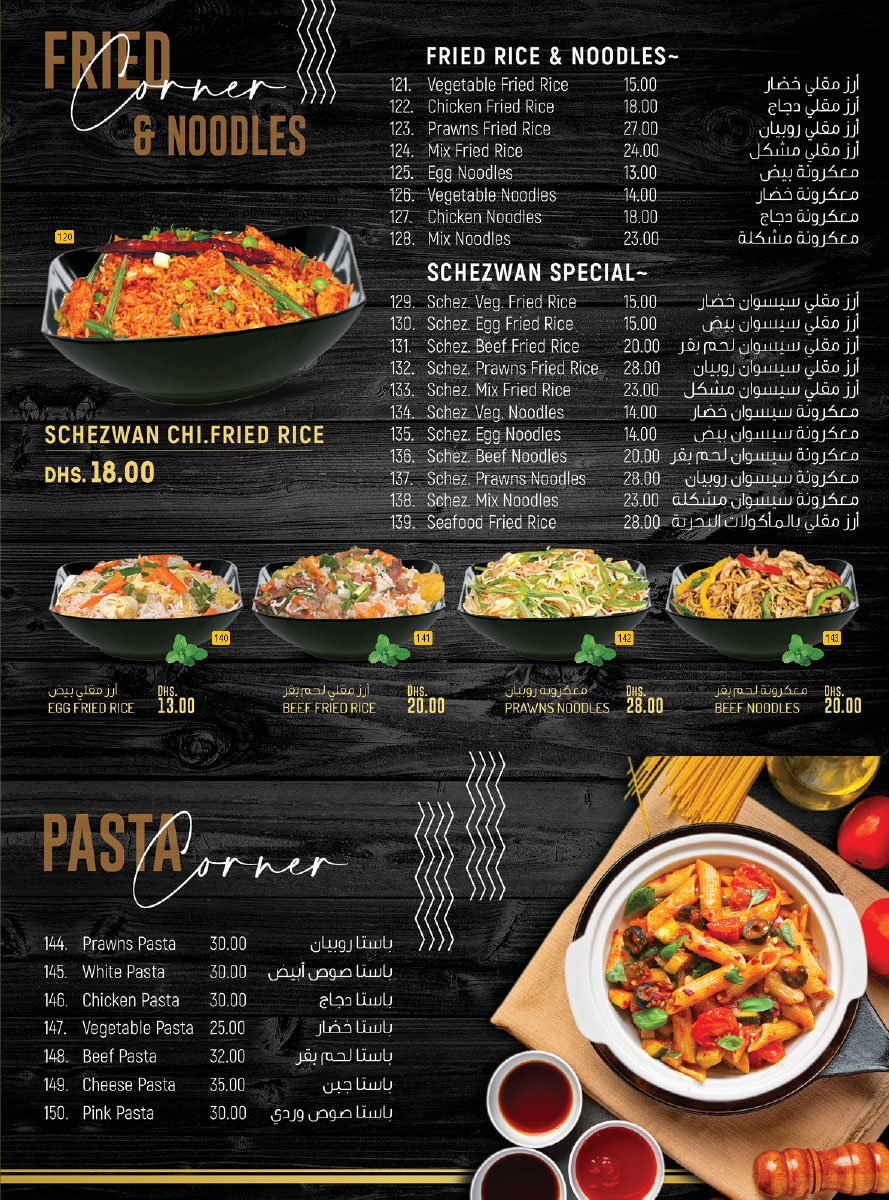 FRIED
Corner
& NOODLES
120
SCHEZWAN CHI.FRIED RICE
DHS. 18.00
FRIED RICE & NOODLES~
121. Vegetable Fried Rice 15.00 أرز مقلي خضار
122. Chicken Fried Rice 18.00 أرز مقلي دجاج
123. Prawns Fried Rice 27.00 أرز مقلي روبيان
124. Mix Fried Rice 24.00 أرز مقلي مشكل
125. Egg Noodles 13.00 معكرونة بيض
126. Vegetable Noodles 14.00 معكرونة خضار
127. Chicken Noodles 18.00 معكرونة دجاج
128. Mix Noodles 23.00 معكرونة مشكلة
SCHEZWAN SPECIAL~
129. Schez. Veg. Fried Rice 15.00 أرز مقلي سيسوان خضار
130. Schez. Egg Fried Rice 15.00 أرز مقلي سيسوان بيض
131. Schez. Beef Fried Rice 20.00 أرز مقلي سيسوان لحم بقر
132. Schez. Prawns Fried Rice 28.00 أرز مقلي سيسوان روبيان
133. Schez. Mix Fried Rice 23.00 أرز مقلي سيسوان مشكل
134. Schez. Veg. Noodles 14.00 معكرونة سيسوان خضار
135. Schez. Egg Noodles 14.00 معكرونة سيسوان بيض
136. Schez. Beef Noodles 20.00 معكرونة سيسوان لحم بقر
137. Schez. Prawns Noodles 28.00 معكرونة سيسوان روبيان
138. Schez. Mix Noodles 23.00 معكرونة سيسوان مشكلة
139. Seafood Fried Rice 28.00 أرز مقلي بالمأكولات البحرية
140
أرز مقلي بيض
EGG FRIED RICE
DHS. 13.00
141
أرز مقلي لحم بقر
BEEF FRIED RICE
DHS. 20.00
142
معكرونة روبيان
PRAWNS NOODLES
DHS. 28.00
143
معكرونة لحم بقر
BEEF NOODLES
DHS. 20.00
PASTA
Corner
144. Prawns Pasta 30.00 باستا روبيان
145. White Pasta 30.00 باستا صوص أبيض
146. Chicken Pasta 30.00 باستا دجاج
147. Vegetable Pasta 25.00 باستا خضار
148. Beef Pasta 32.00 باستا لحم بقر
149. Cheese Pasta 35.00 باستا جبن
150. Pink Pasta 30.00 باستا صوص وردي